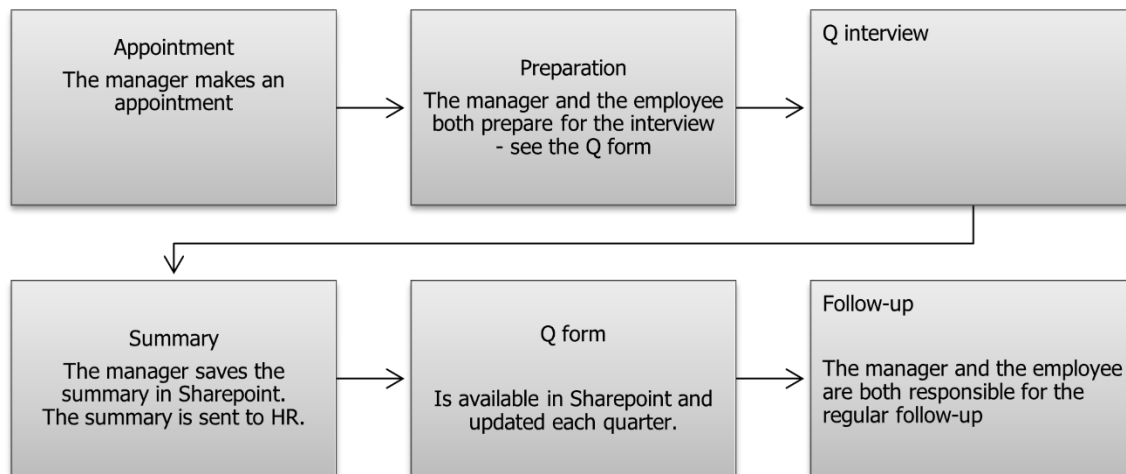 Appointment
The manager makes an
appointment
Preparation
The manager and the employee
both prepare for the interview
- see the Q form
Q interview
Summary
The manager saves the
summary in Sharepoint.
The summary is sent to HR.
Q form
Is available in Sharepoint and
updated each quarter.
Follow-up
The manager and the employee
are both responsible for the
regular follow-up